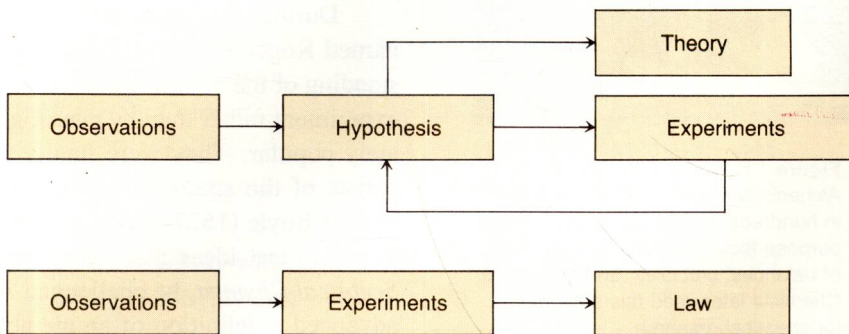 Theory
Observations
Hypothesis
Experiments
Observations
Experiments
Law